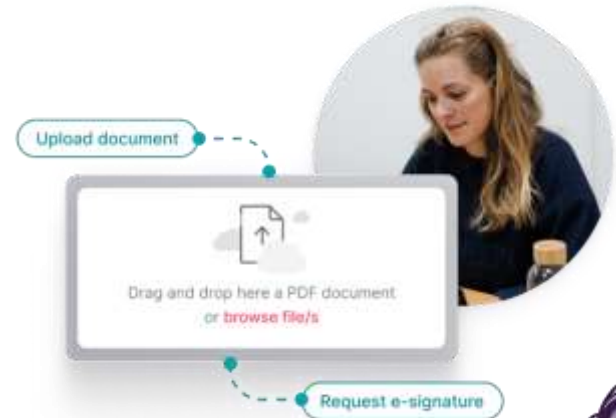 Upload document
Drag and drop here a PDF document
or browse file/s
Request e-signature